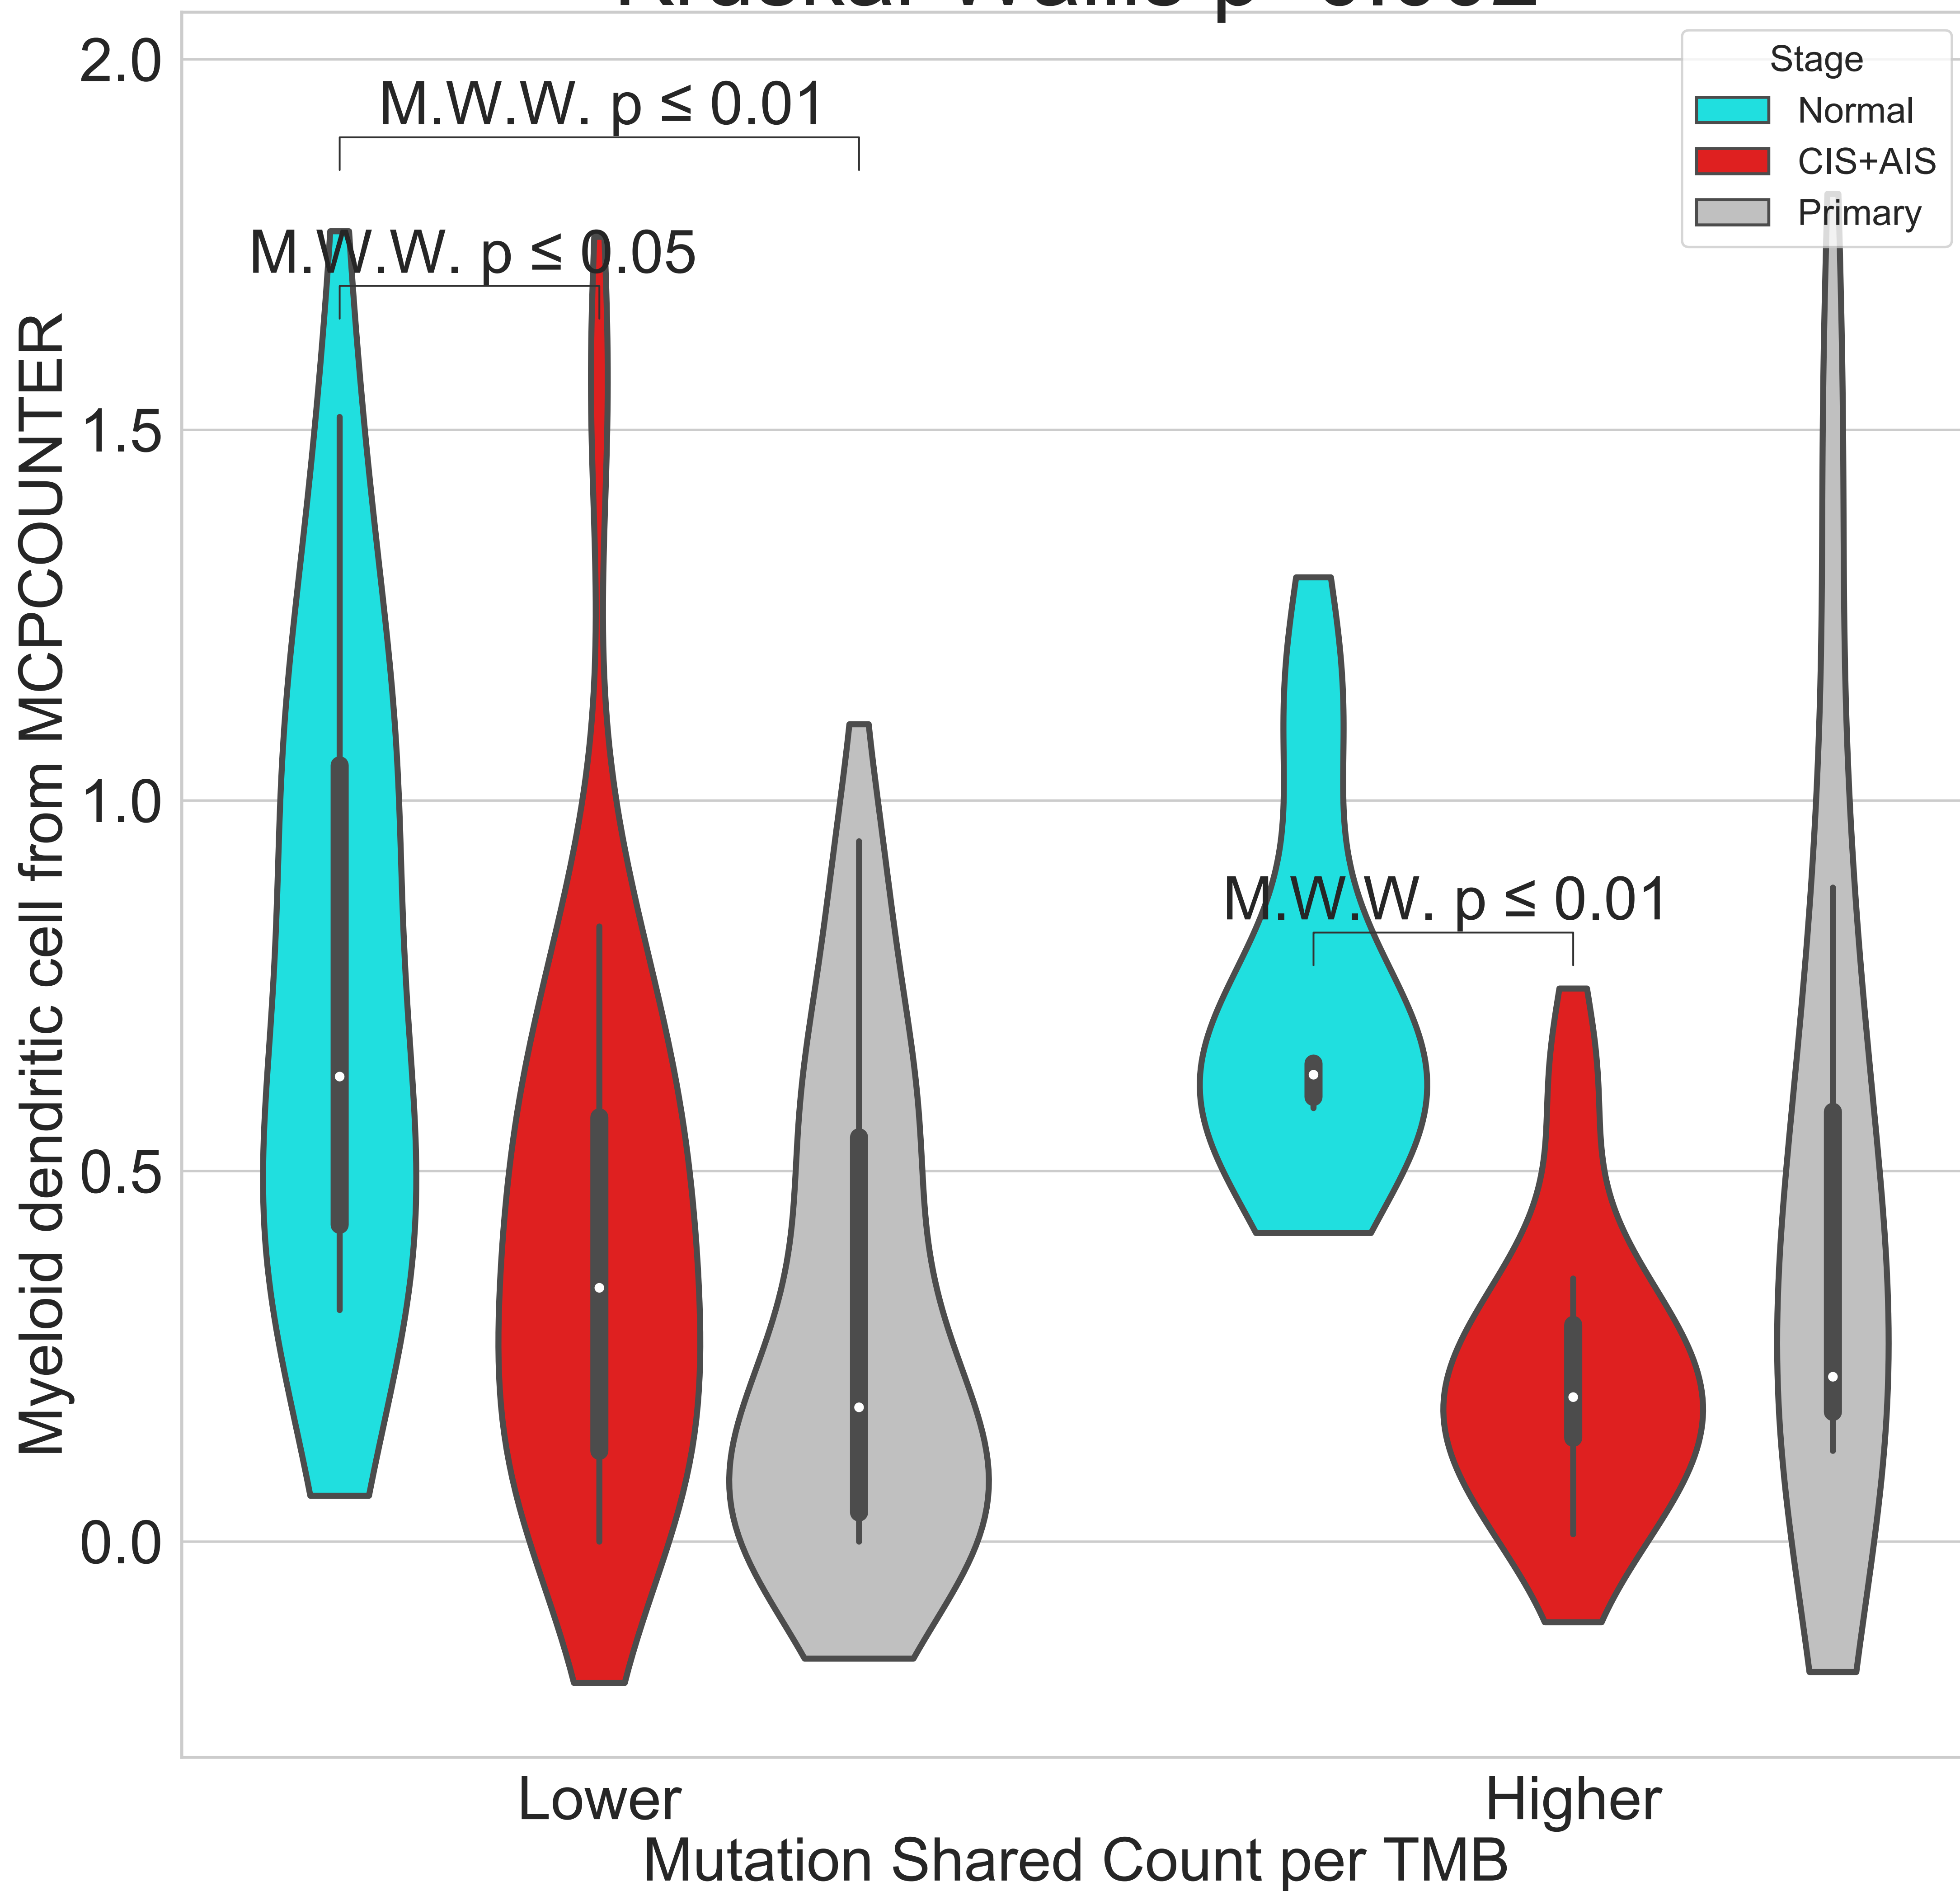 2.0
1.5
1.0
0.5
0.0
Myeloid dendritic cell from MCPCOUNTER
M.W.W. p ≤ 0.01
M.W.W. p ≤ 0.05
M.W.W. p ≤ 0.01
Stage
Normal
CIS+AIS
Primary
Lower
Higher
Mutation Shared Count per TMB